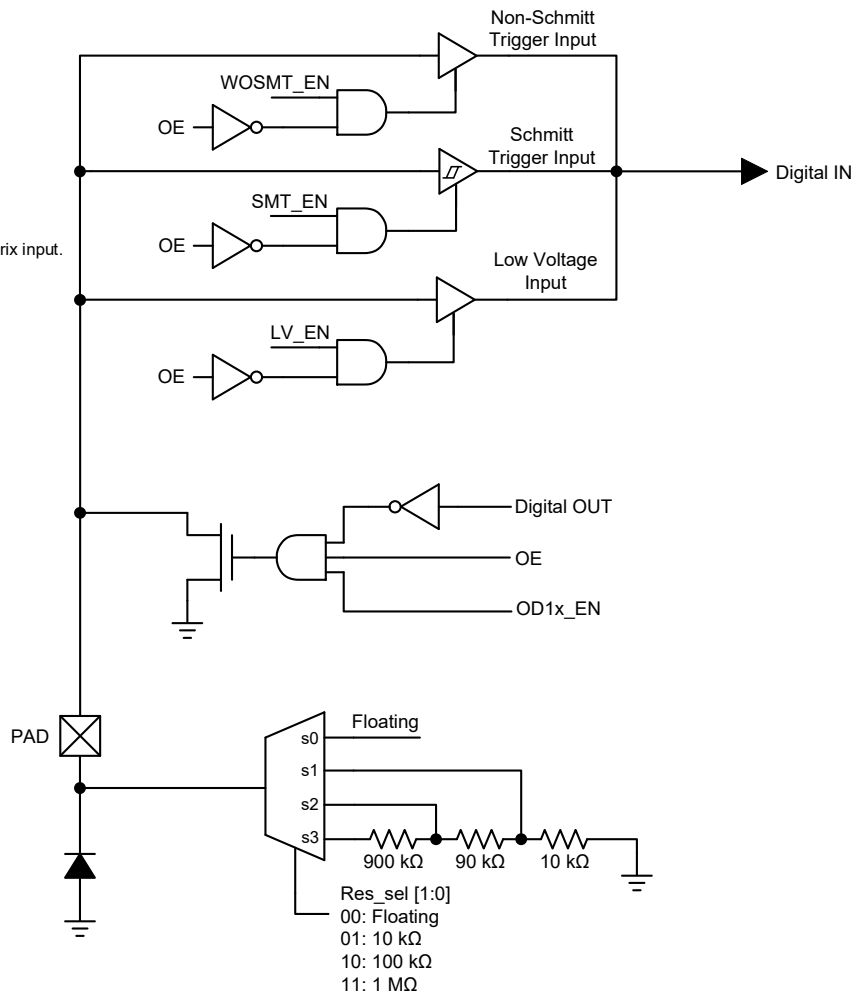 Non-Schmitt
Trigger Input
WOSMT_EN
OE
Schmitt
Trigger Input
Digital IN
SMT_EN
OE
rix input.
Low Voltage
Input
LV_EN
OE
Digital OUT
OE
OD1x_EN
PAD
Floating
s0
s1
s2
s3
900 kΩ
90 kΩ
10 kΩ
Res_sel [1:0]
00: Floating
01: 10 kΩ
10: 100 kΩ
11: 1 MΩ